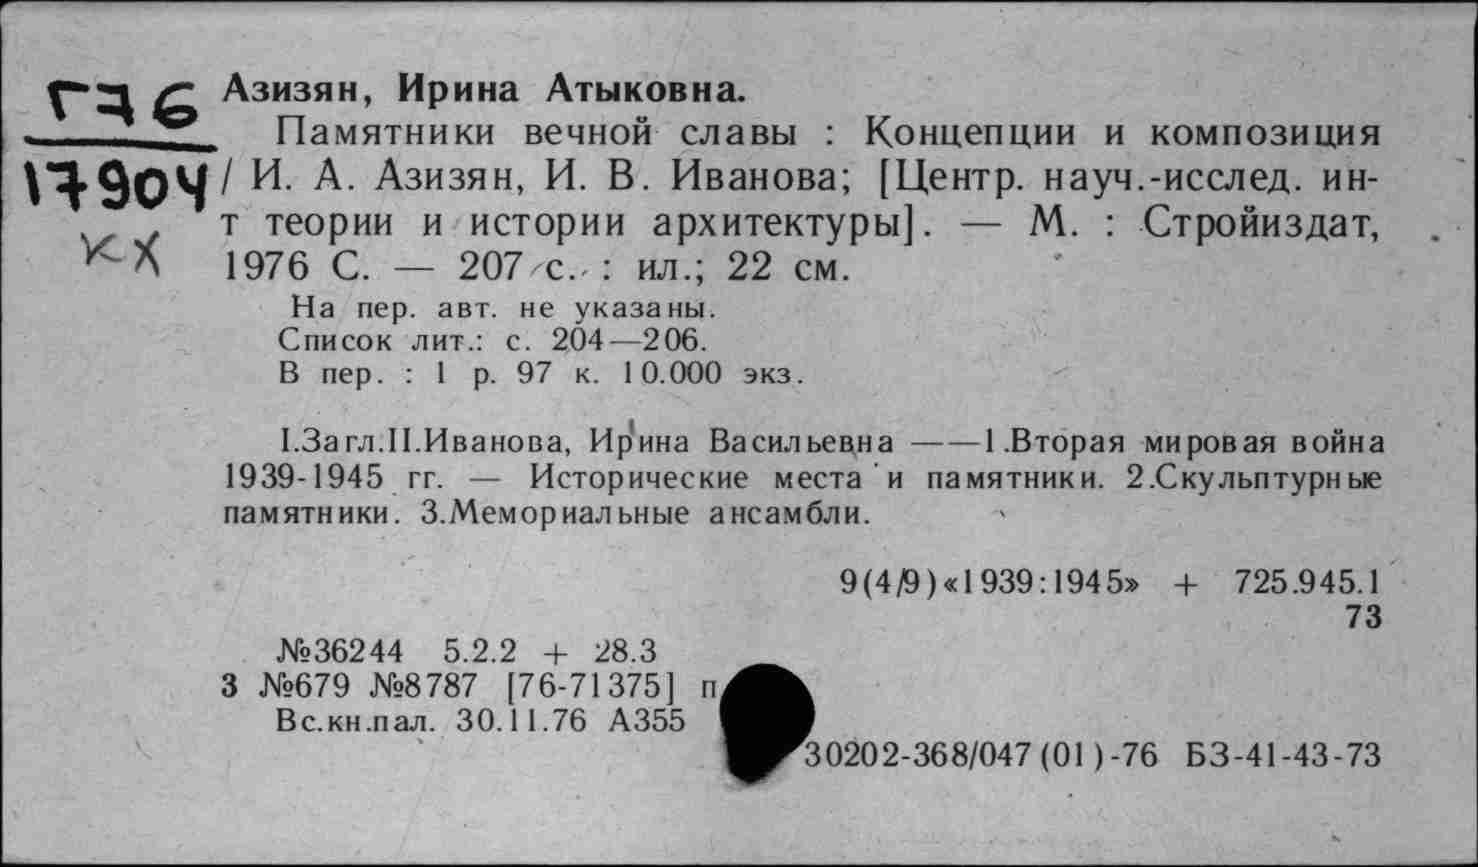 Г76
17904
КХ
Азизян, Ирина Атыковна.
Памятники вечной славы : Концепции и композиция
/ И. А. Азизян, И. В. Иванова; [Центр. науч.-исслед. ин-
т теории и истории архитектуры]. — М. : Стройиздат,
1976 С. — 207 с. : ил.; 22 см.
На пер. авт. не указаны.
Список лит.: с. 204—206.
В пер. : 1 р. 97 к. 10.000 экз.
I.Загл.II.Иванова, Ирина Васильевна ——1.Вторая мировая война
1939-1945 гг. — Исторические места и памятники. 2.Скульптурные
памятники. 3.Мемориальные ансамбли.
9(4/9)«1939:1945» + 725.945.1
73
№36244 5.2.2 + 28.3
3 №679 №8787 [76-71375] п
Вс.кн.пал. 30.11.76 А355
30202-368/047(01)-76 БЗ-41-43-73